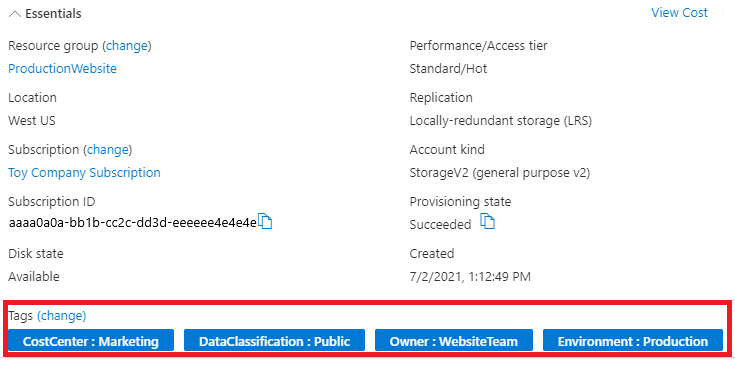 Essentials
View Cost
Resource group (change)
ProductionWebsite
Location
West US
Subscription (change)
Toy Company Subscription
Subscription ID
aaaa0a0a-bb1b-cc2c-dd3d-eeeeee4e4e4e
Disk state
Available
Performance/Access tier
Standard/Hot
Replication
Locally-redundant storage (LRS)
Account kind
StorageV2 (general purpose v2)
Provisioning state
Succeeded
Created
7/2/2021, 1:12:49 PM
Tags (change)
CostCenter : Marketing DataClassification : Public Owner : WebsiteTeam Environment : Production